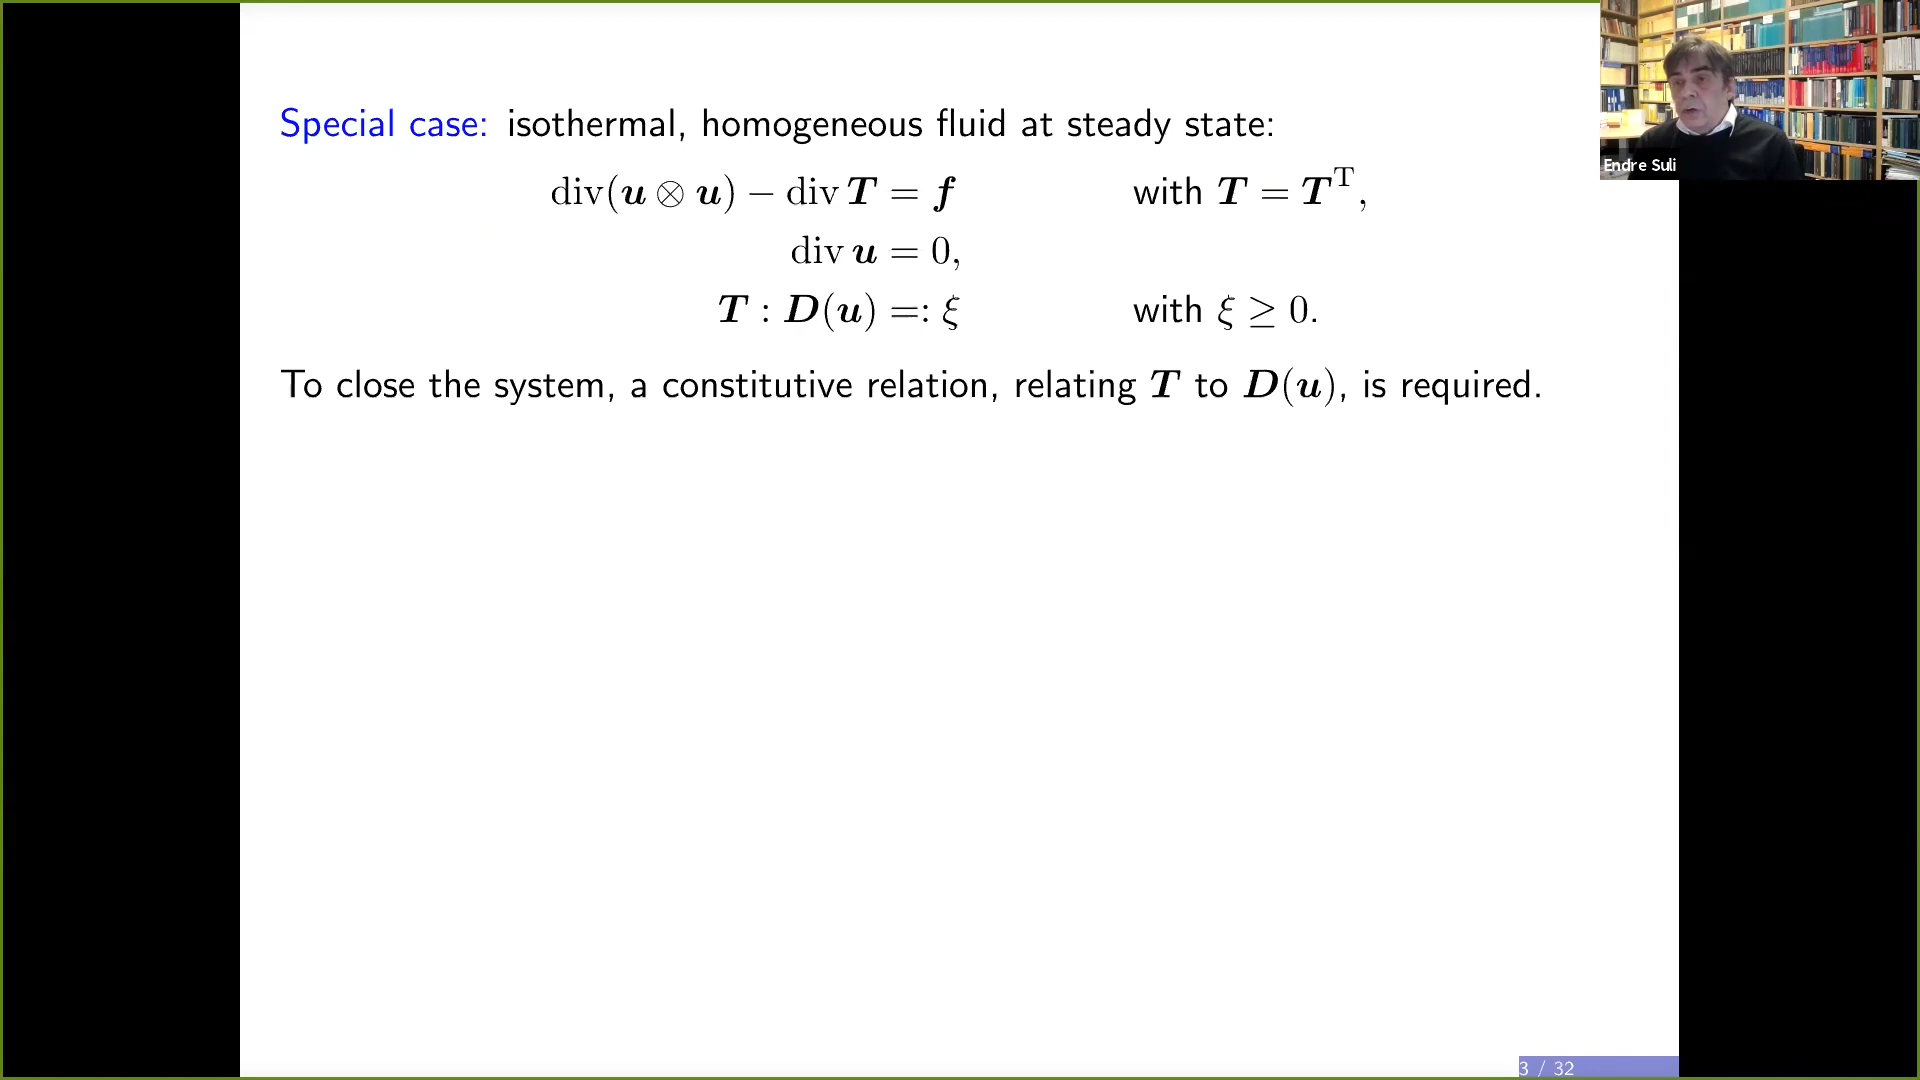 Special case: isothermal, homogeneous fluid at steady state:
div(u ⊗ u) − div T = f with T = Tᵀ,
div u = 0,
T : D(u) =: ξ with ξ ≥ 0.
To close the system, a constitutive relation, relating T to D(u), is required.
Endre Suli
3 / 32